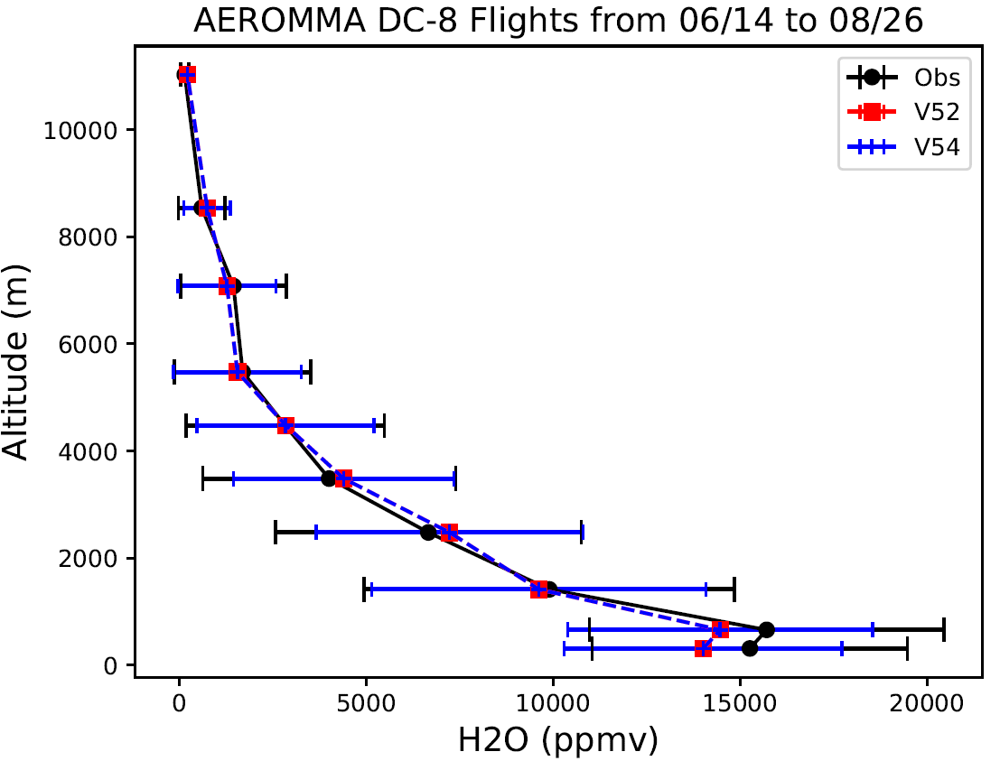 AEROMMA DC-8 Flights from 06/14 to 08/26
Obs
V52
V54
Altitude (m)
10000
8000
6000
4000
2000
0
0 5000 10000 15000 20000
H2O (ppmv)